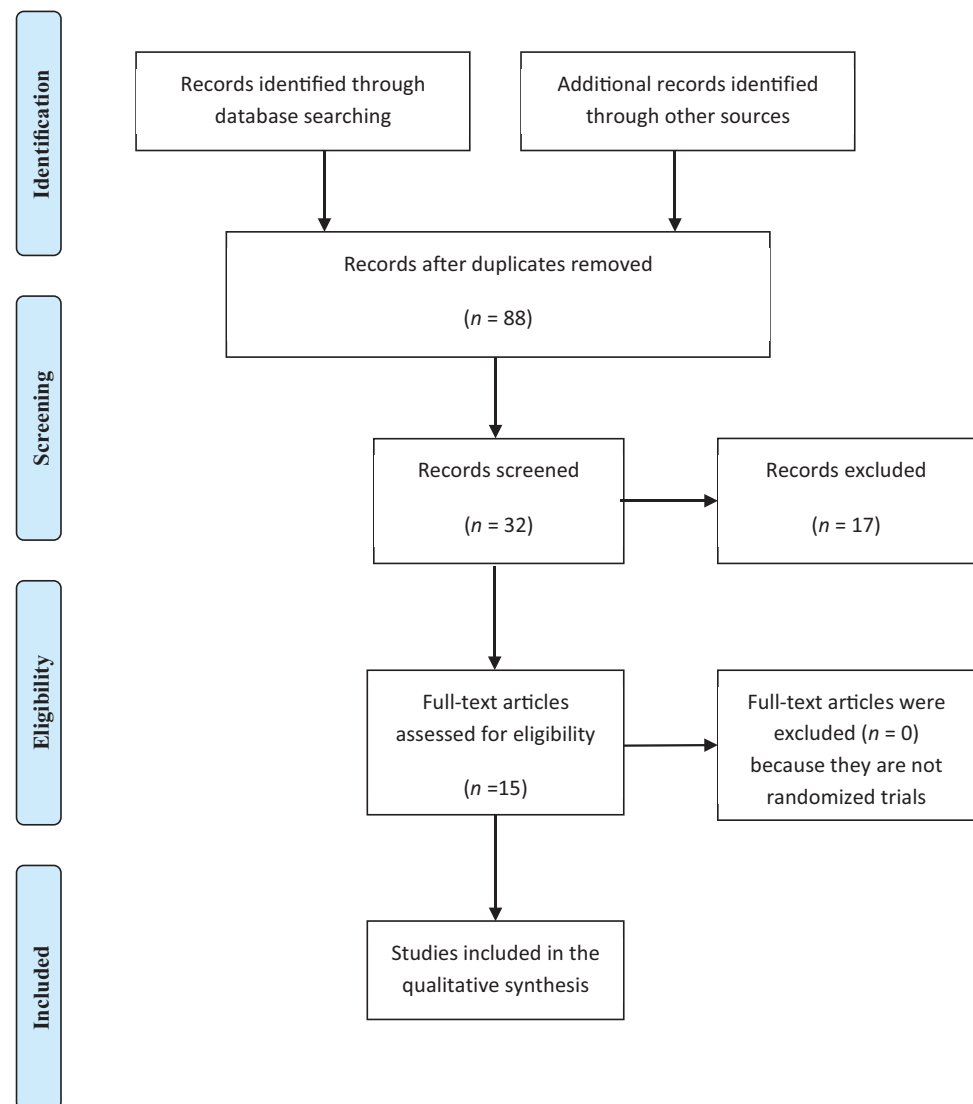 Identification
Records identified through
database searching
Additional records identified
through other sources
Records after duplicates removed
(n = 88)
Screening
Records screened
(n = 32)
Records excluded
(n = 17)
Eligibility
Full-text articles
assessed for eligibility
(n =15)
Full-text articles were
excluded (n = 0)
because they are not
randomized trials
Included
Studies included in the
qualitative synthesis